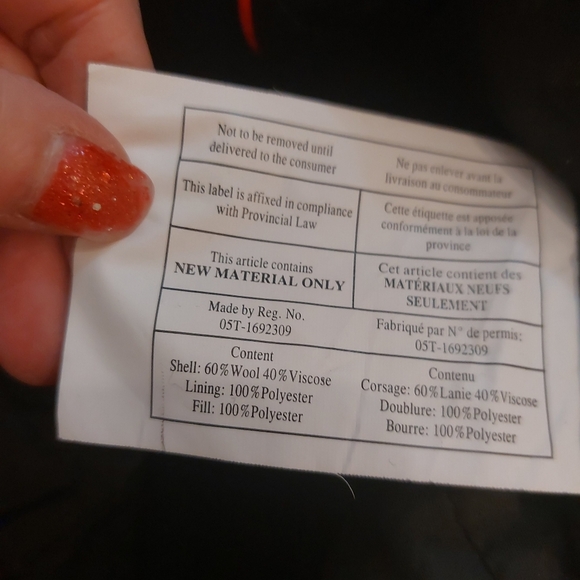 Not to be removed until
delivered to the consumer
Ne pas enlever avant la
livraison au consommateur
This label is affixed in compliance
with Provincial Law
Cette étiquette est apposée
conformément à la loi de la
province
This article contains
NEW MATERIAL ONLY
Cet article contient des
MATÉRIAUX NEUFS
SEULEMENT
Made by Reg. No.
05T-1692309
Fabriqué par N° de permis:
05T-1692309
Content
Shell: 60%Wool 40%Viscose
Lining: 100%Polyester
Fill: 100%Polyester
Contenu
Corsage: 60%Lanie 40%Viscose
Doublure: 100%Polyester
Bourre: 100%Polyester